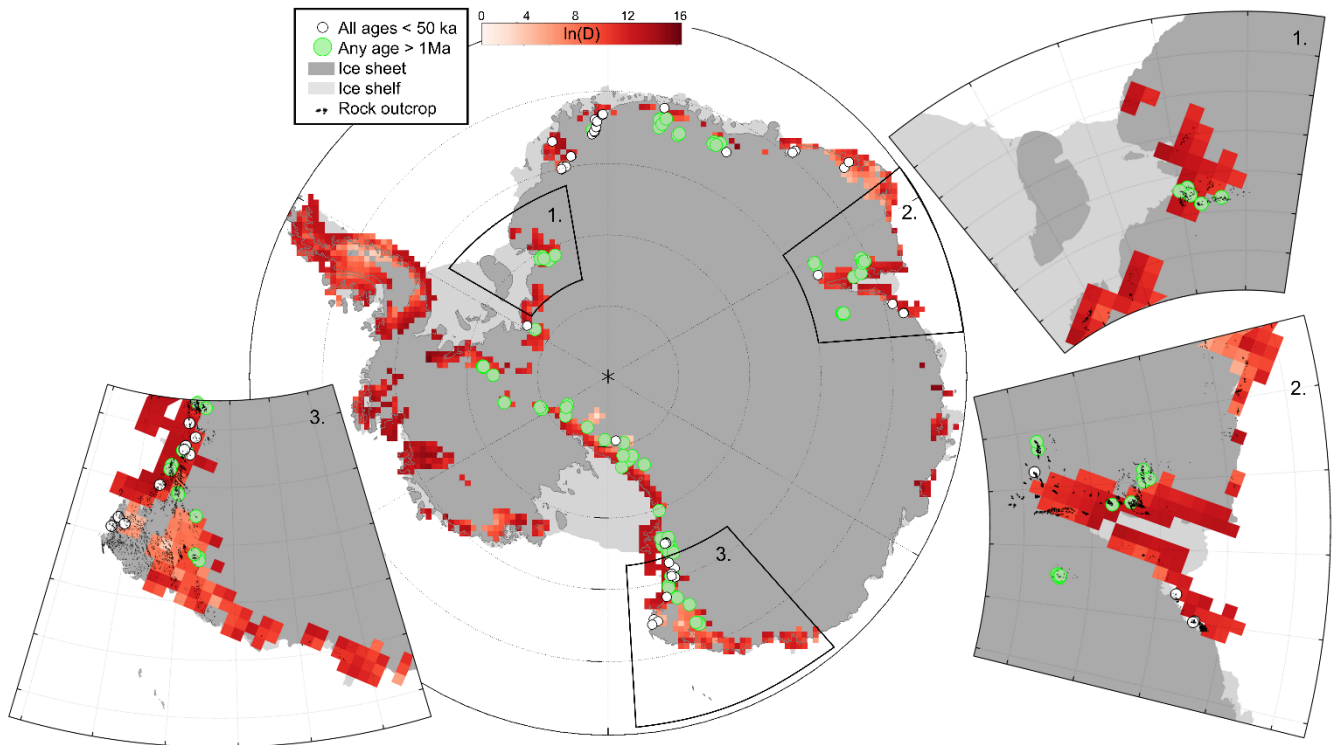 All ages < 50 ka
Any age > 1Ma
Ice sheet
Ice shelf
Rock outcrop
0 4 8 12 16
ln(D)
1.
2.
3.
1.
2.
3.